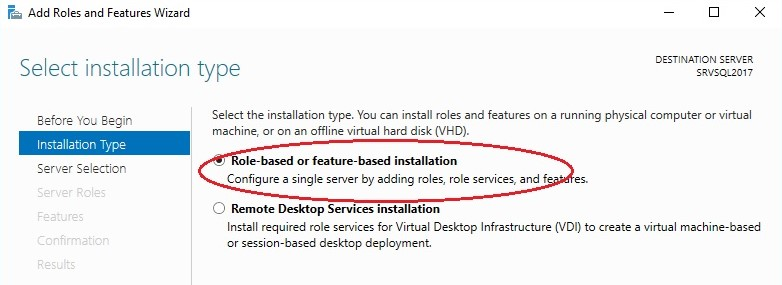 Add Roles and Features Wizard
Select installation type
DESTINATION SERVER
SRVSQL2017
Before You Begin
Installation Type
Server Selection
Server Roles
Features
Confirmation
Results
Select the installation type. You can install roles and features on a running physical computer or virtual
machine, or on an offline virtual hard disk (VHD).
Role-based or feature-based installation
Configure a single server by adding roles, role services, and features.
Remote Desktop Services installation
Install required role services for Virtual Desktop Infrastructure (VDI) to create a virtual machine-based
or session-based desktop deployment.